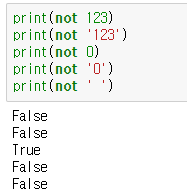 print(not 123)
print(not '123')
print(not 0)
print(not '0')
print(not ' ')
False
False
True
False
False